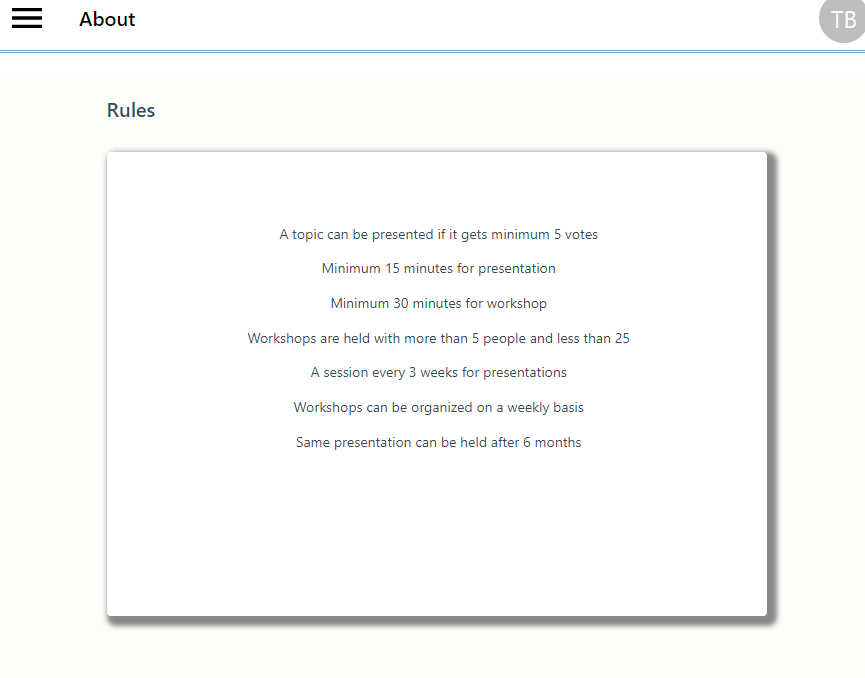 About
TB
Rules
A topic can be presented if it gets minimum 5 votes
Minimum 15 minutes for presentation
Minimum 30 minutes for workshop
Workshops are held with more than 5 people and less than 25
A session every 3 weeks for presentations
Workshops can be organized on a weekly basis
Same presentation can be held after 6 months